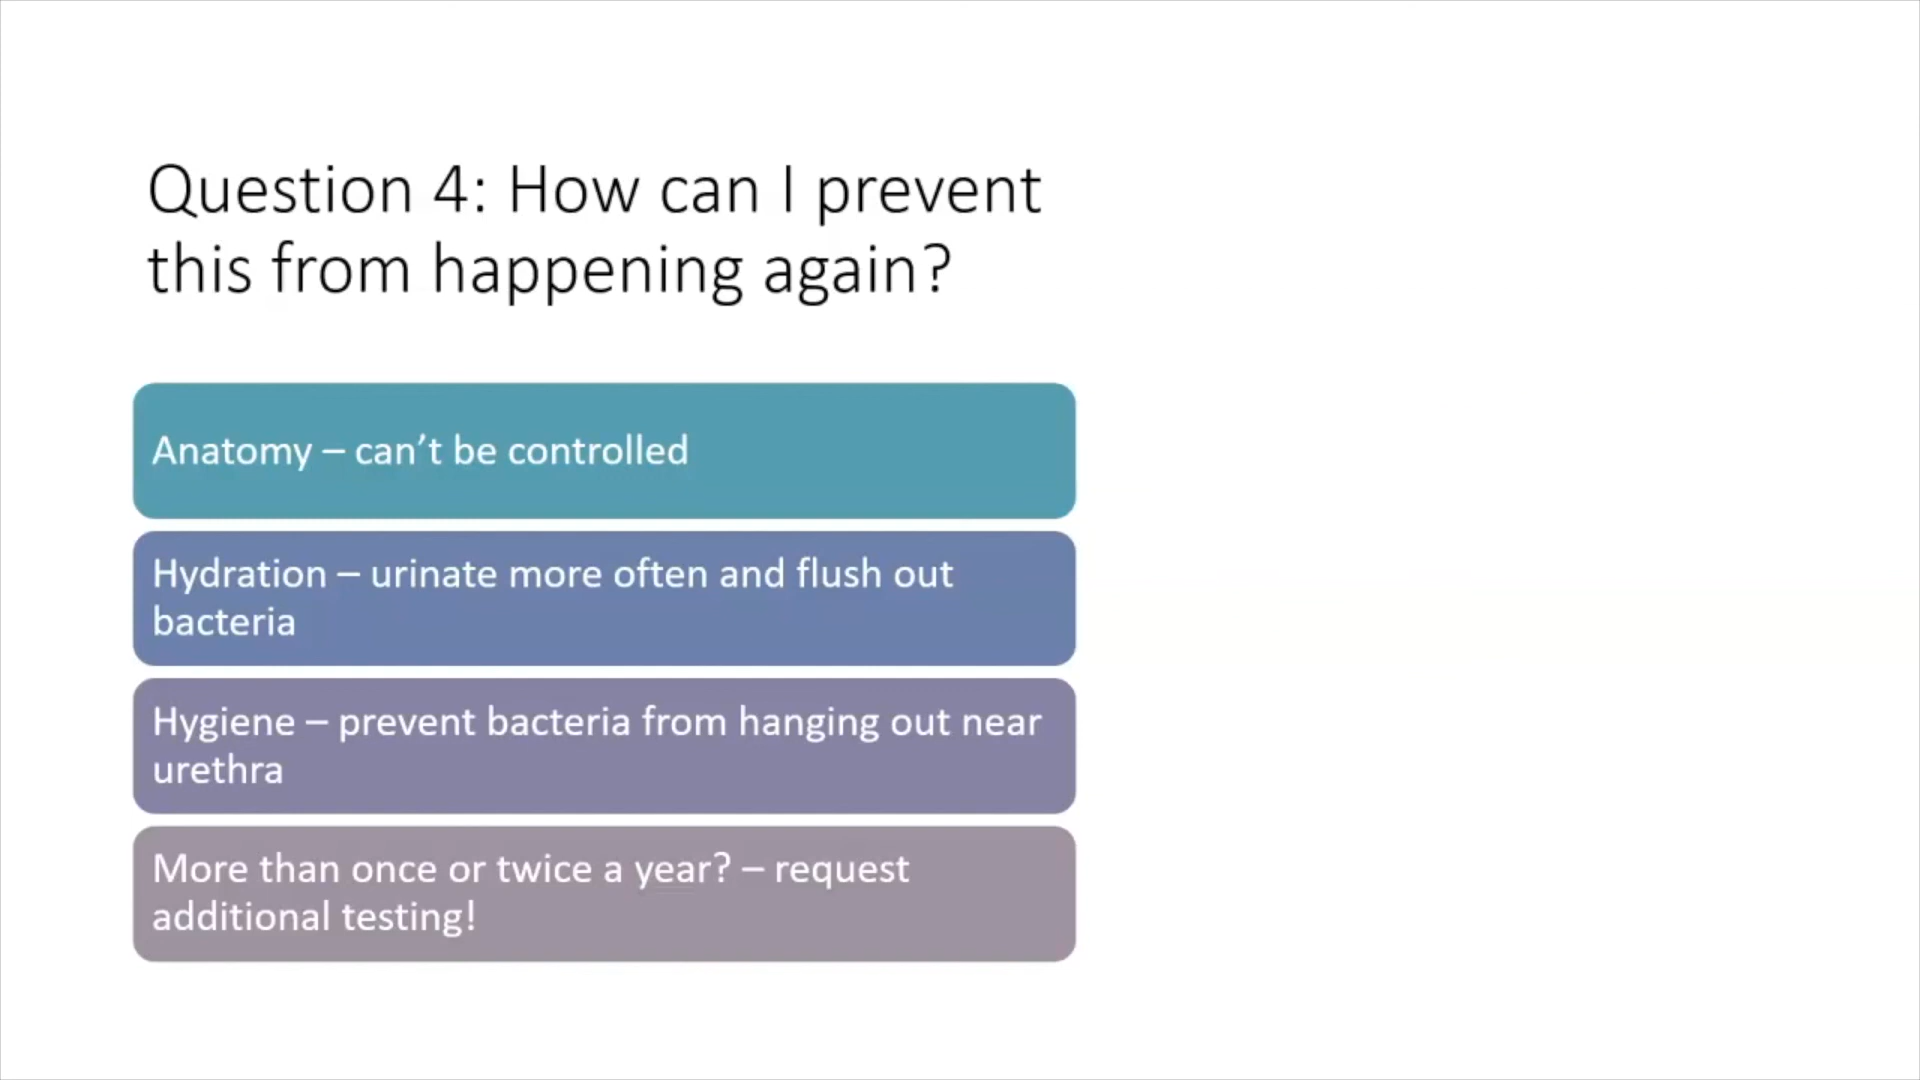 Question 4: How can I prevent
this from happening again?
Anatomy – can’t be controlled
Hydration – urinate more often and flush out
bacteria
Hygiene – prevent bacteria from hanging out near
urethra
More than once or twice a year? – request
additional testing!